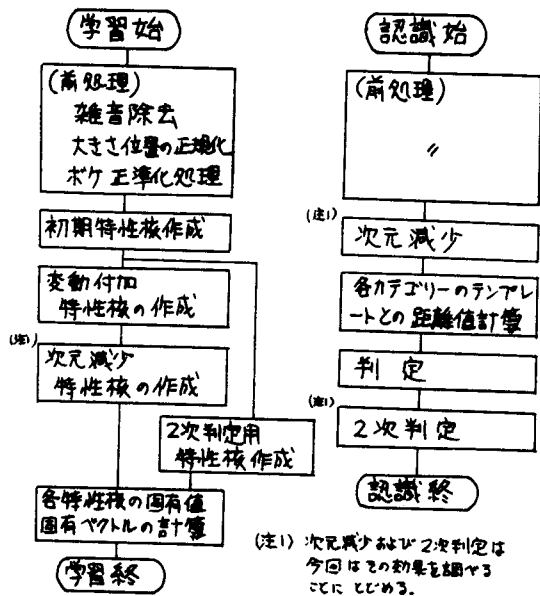 学習始
(前処理)
雑音除去
大きさ位置の正規化
ボケ正準化処理
初期特性核作成
変動付加
特性核の作成
(注1)
次元減少
特性核の作成
2次判定用
特性核作成
各特性核の固有値
固有ベクトルの計算
学習終
認識始
(前処理)
〃
(注1)
次元減少
各カテゴリーのテンプレ
ートとの距離値計算
判定
(注1)
2次判定
認識終
(注1) 次元減少および2次判定は
今回はその効果を調べる
ことにとどめる。